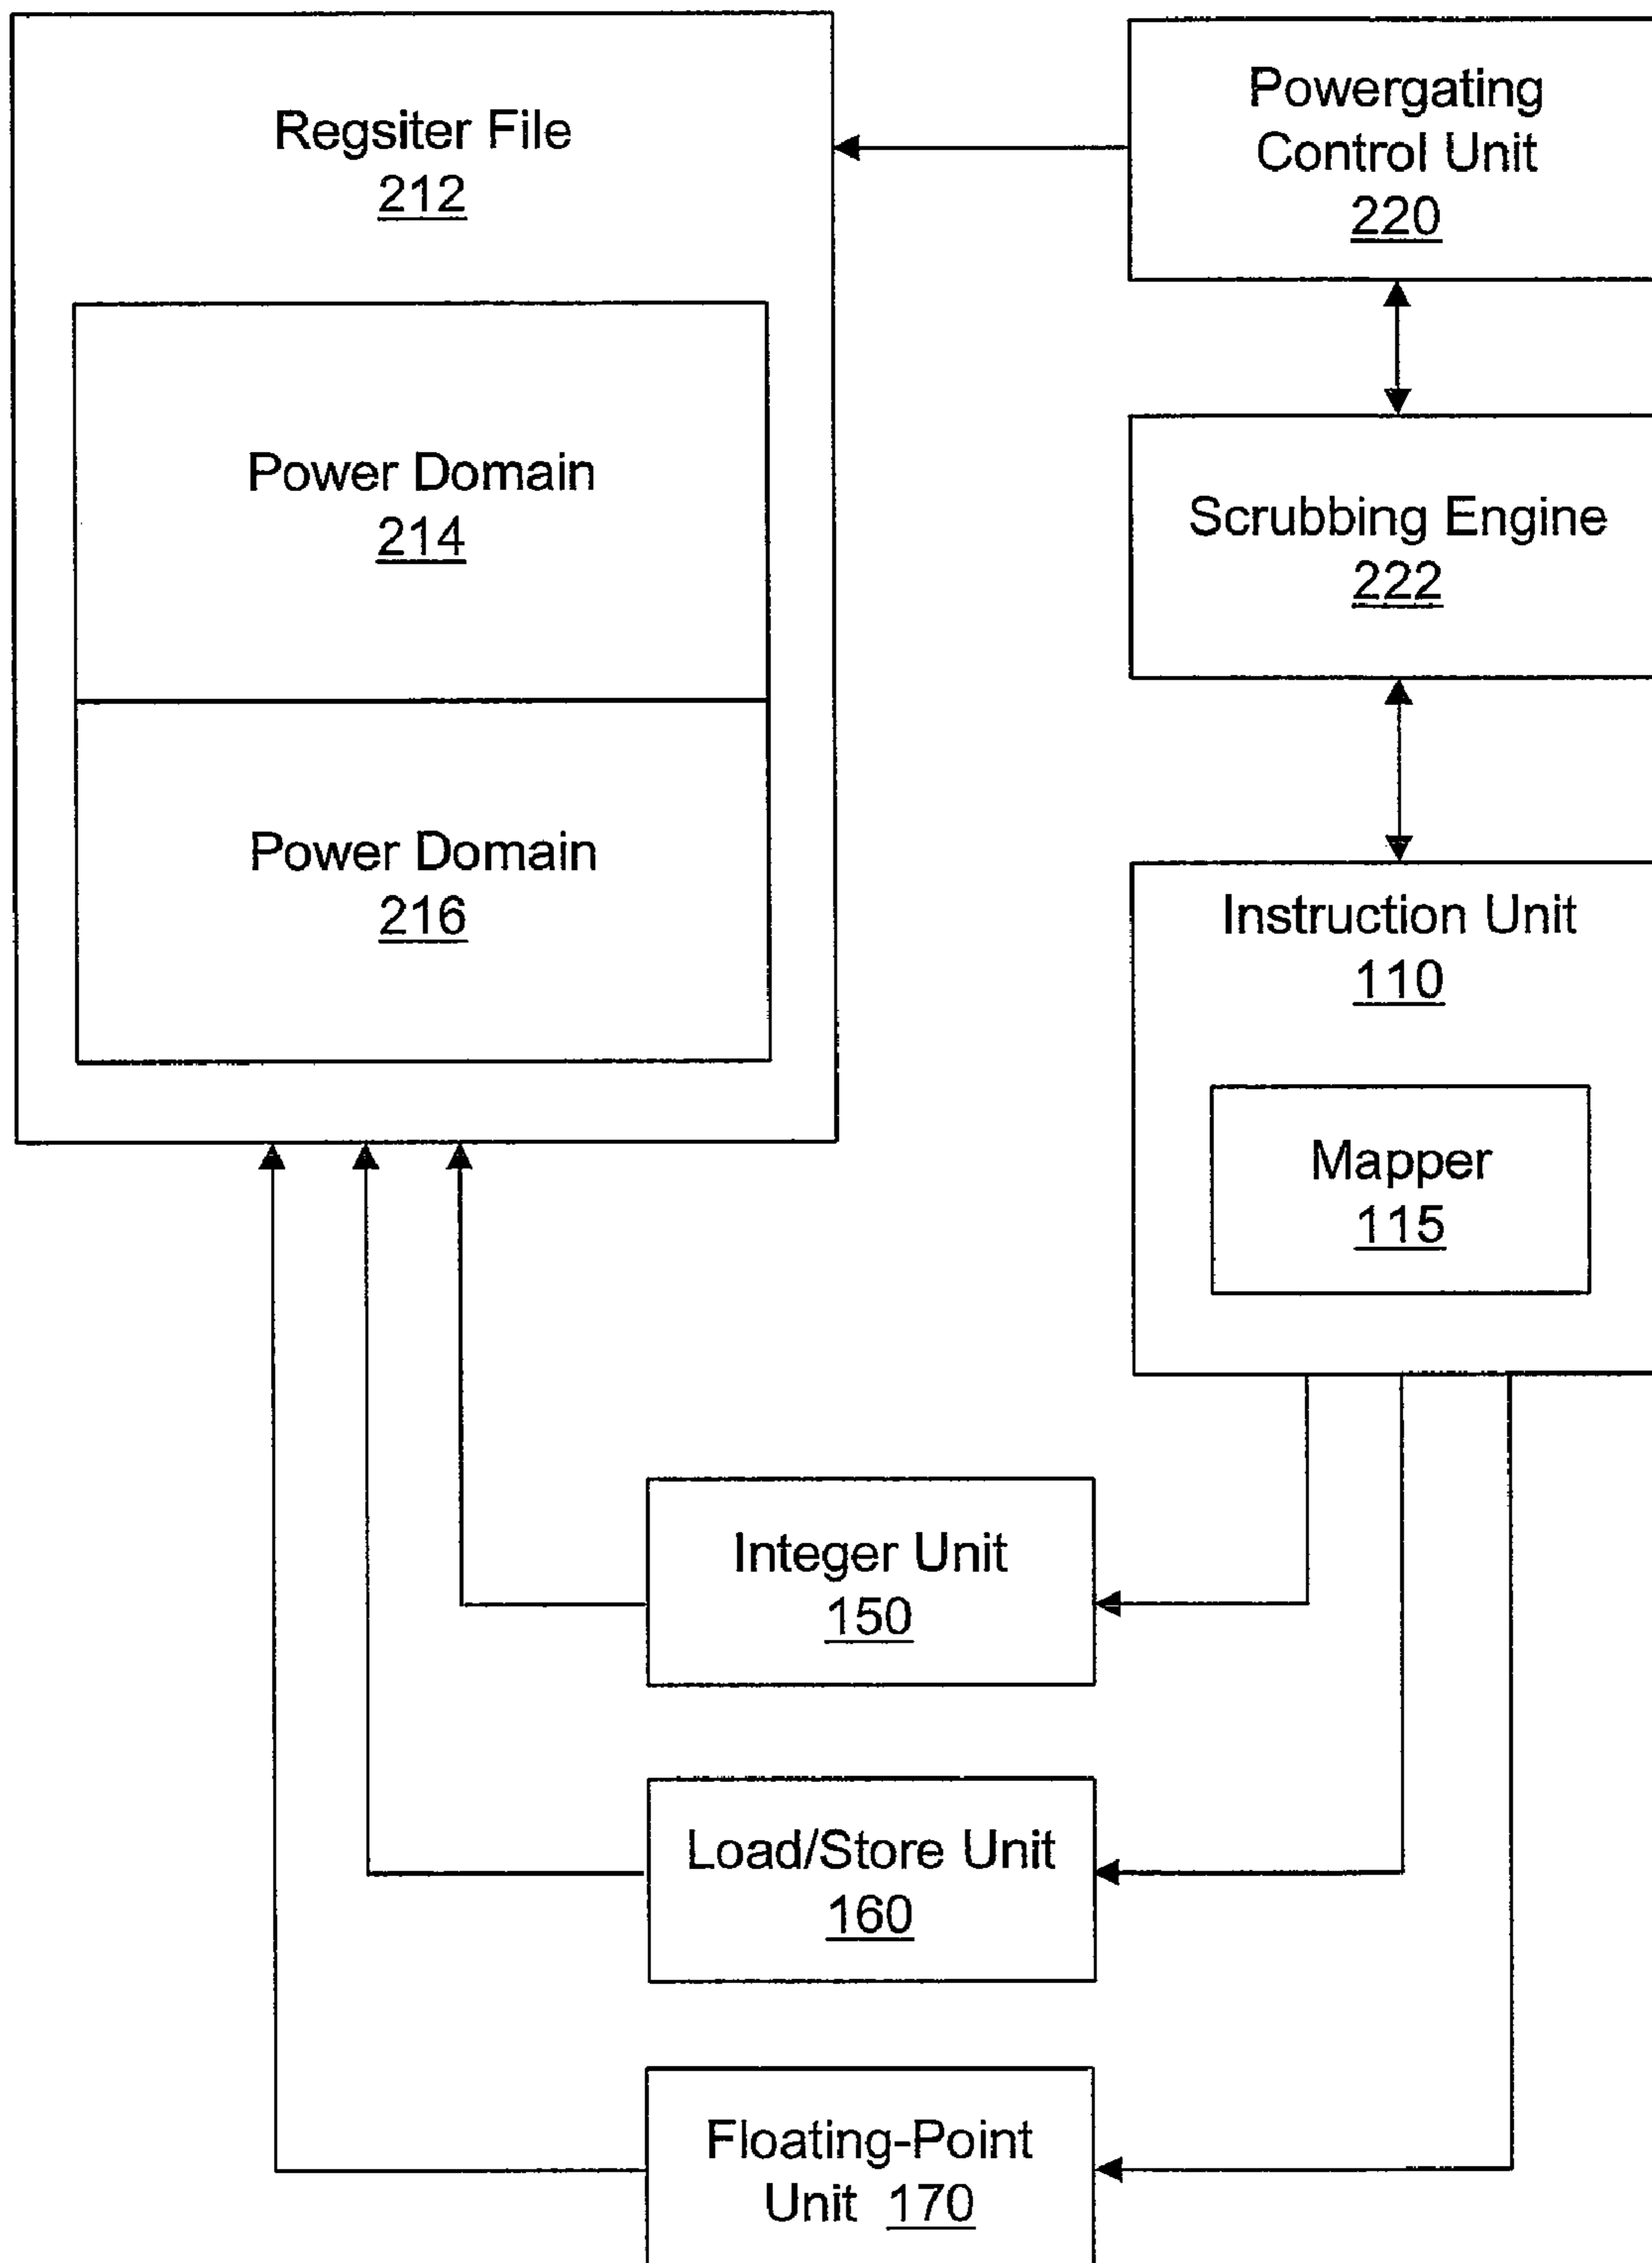 Regsiter File
212
Power Domain
214
Power Domain
216
Powergating
Control Unit
220
Scrubbing Engine
222
Instruction Unit
110
Mapper
115
Integer Unit
150
Load/Store Unit
160
Floating-Point
Unit 170